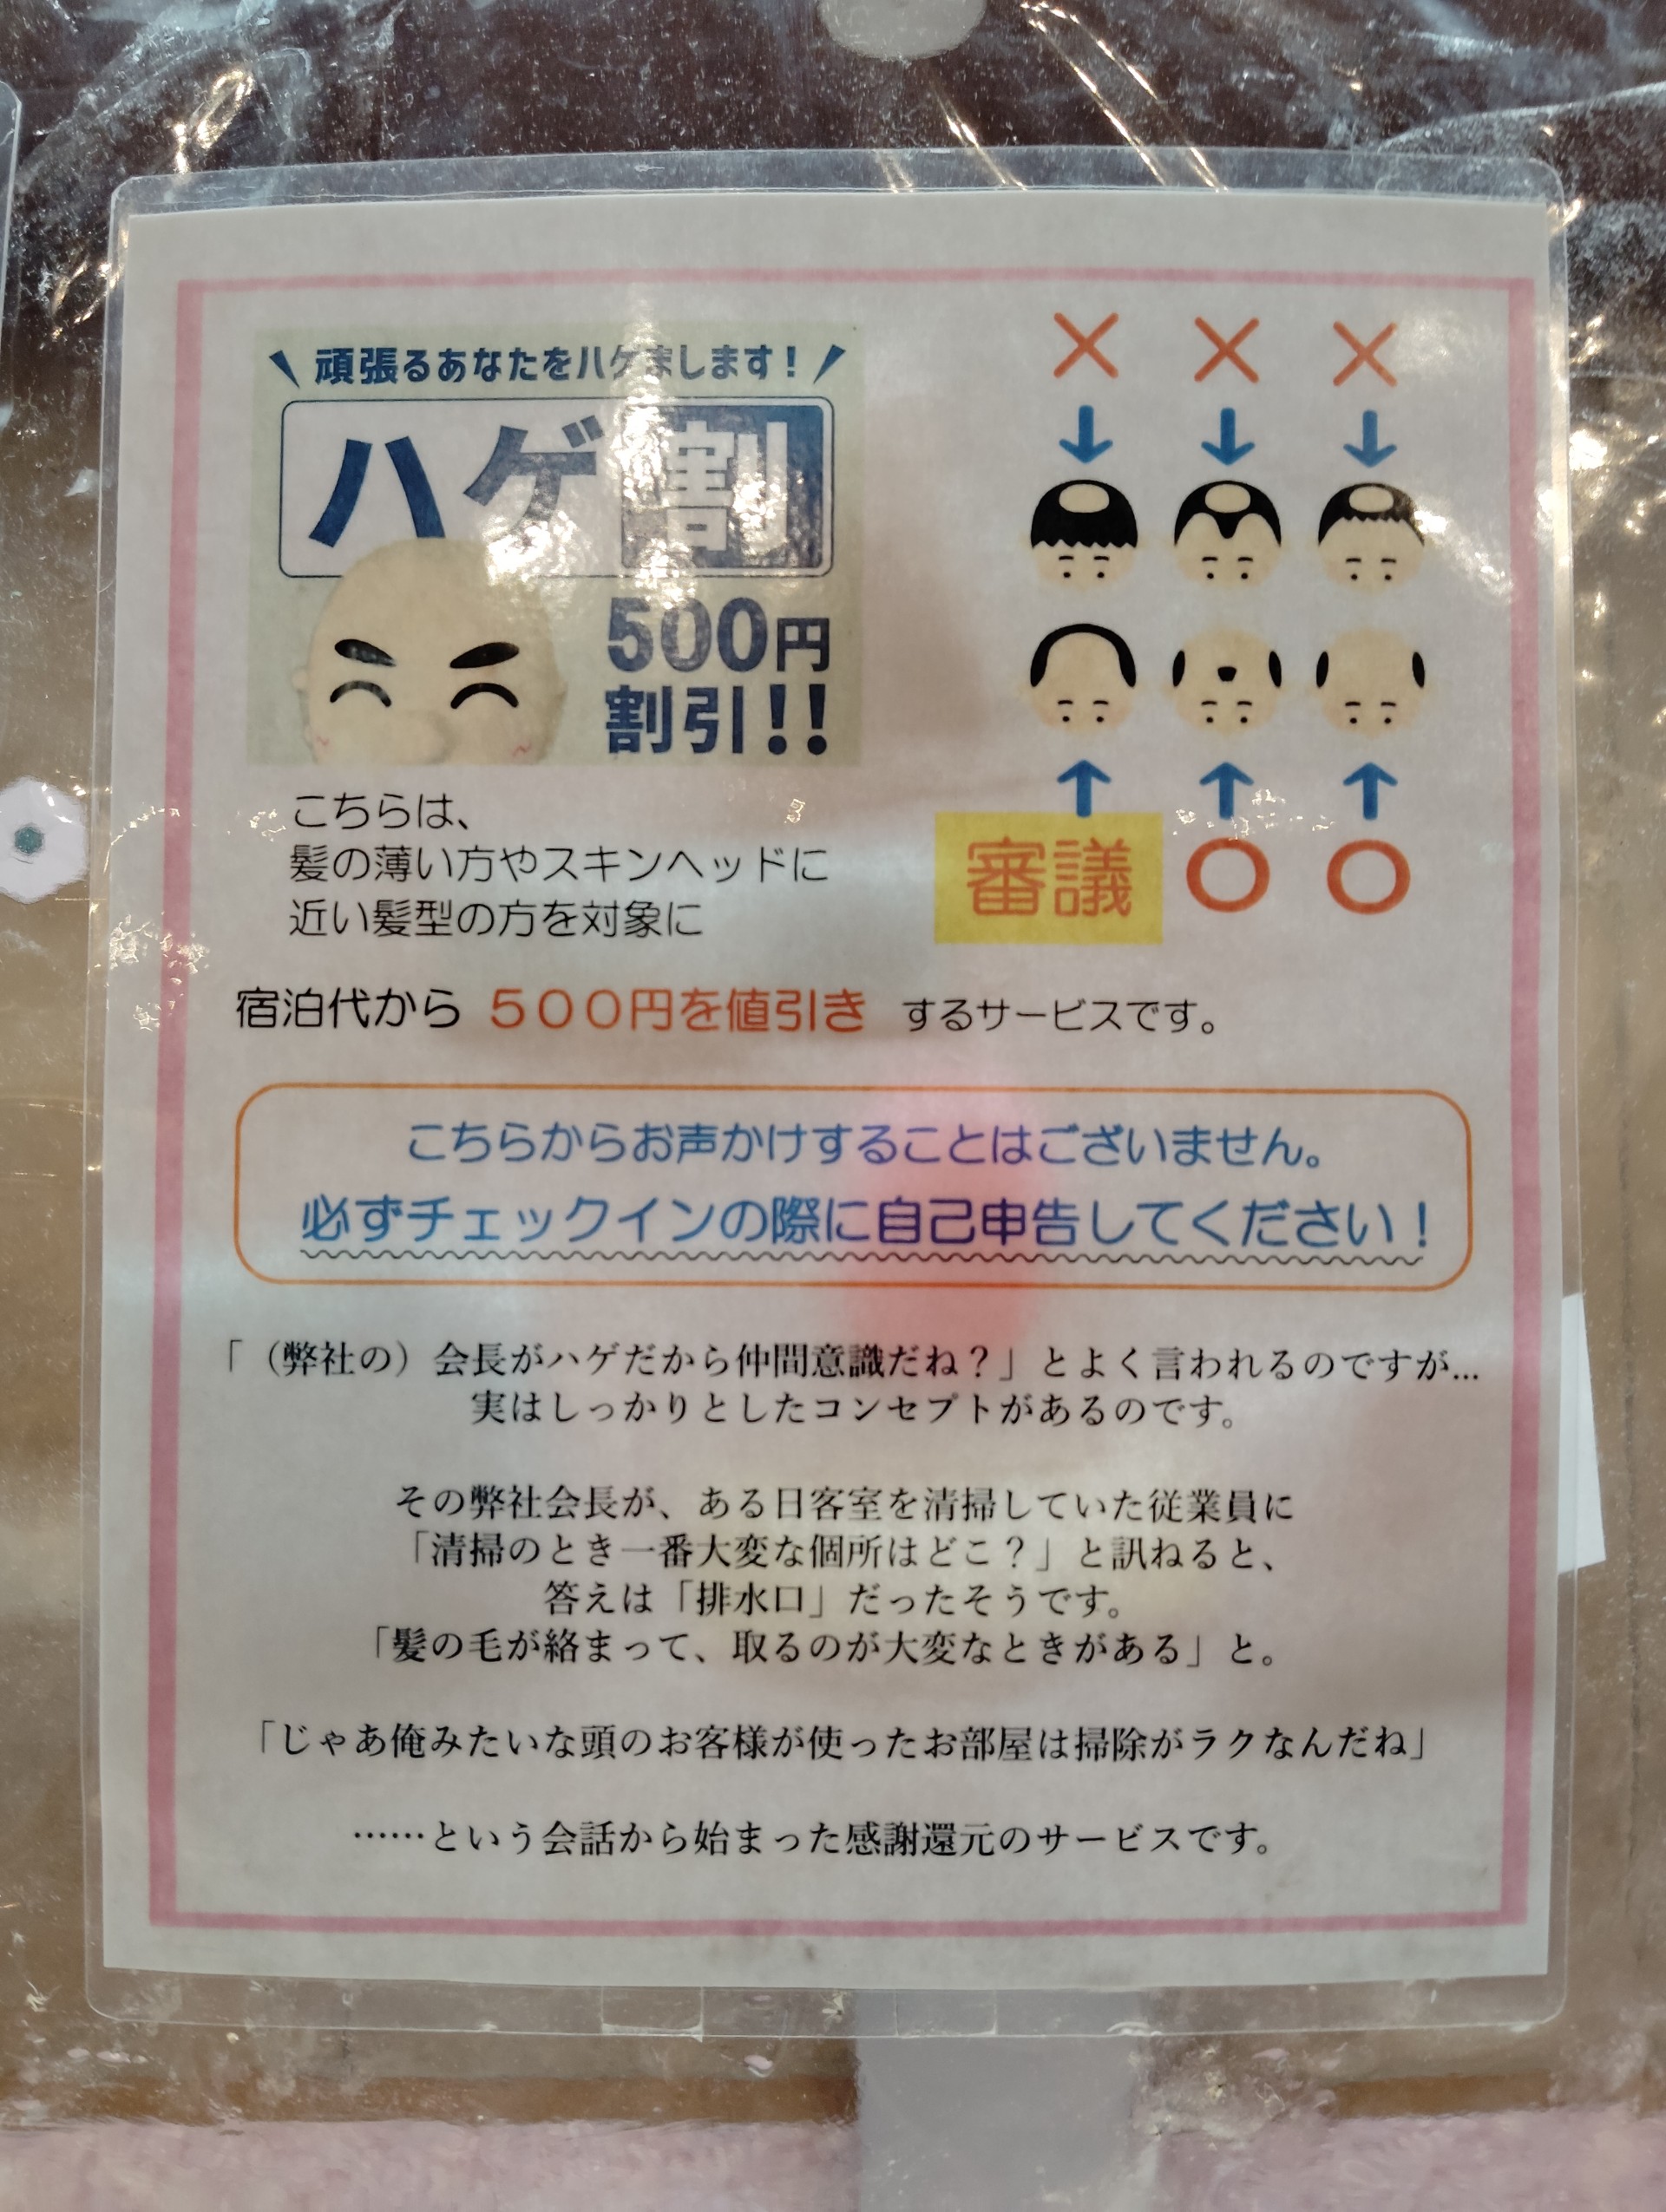 頑張るあなたをハゲまします!
ハゲ割
500円
割引!!
× × ×
審議 ○ ○
こちらは、
髪の薄い方やスキンヘッドに
近い髪型の方を対象に
宿泊代から 500円を値引き するサービスです。
こちらからお声かけすることはございません。
必ずチェックインの際に自己申告してください!
「(弊社の)会長がハゲだから仲間意識だね?」とよく言われるのですが...
実はしっかりとしたコンセプトがあるのです。
その弊社会長が、ある日客室を清掃していた従業員に
「清掃のとき一番大変な個所はどこ?」と訊ねると、
答えは「排水口」だったそうです。
「髪の毛が絡まって、取るのが大変なときがある」と。
「じゃあ俺みたいな頭のお客様が使ったお部屋は掃除がラクなんだね」
……という会話から始まった感謝還元のサービスです。